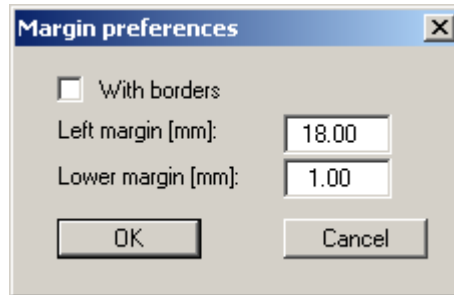 Margin preferences
With borders
Left margin [mm]: 18.00
Lower margin [mm]: 1.00
OK Cancel